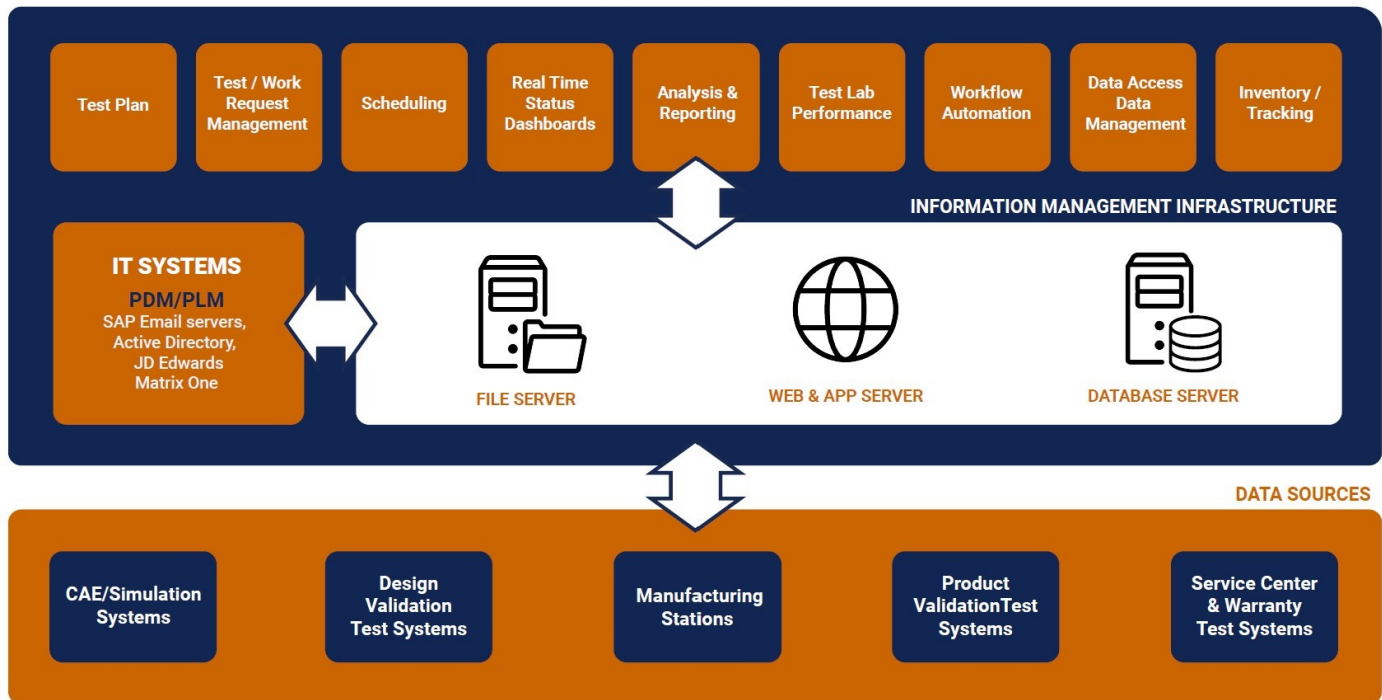 Test Plan
Test / Work
Request
Management
Scheduling
Real Time
Status
Dashboards
Analysis &
Reporting
Test Lab
Performance
Workflow
Automation
Data Access
Data
Management
Inventory /
Tracking
INFORMATION MANAGEMENT INFRASTRUCTURE
IT SYSTEMS
PDM/PLM
SAP Email servers,
Active Directory,
JD Edwards
Matrix One
FILE SERVER
WEB & APP SERVER
DATABASE SERVER
DATA SOURCES
CAE/Simulation
Systems
Design
Validation
Test Systems
Manufacturing
Stations
Product
ValidationTest
Systems
Service Center
& Warranty
Test Systems